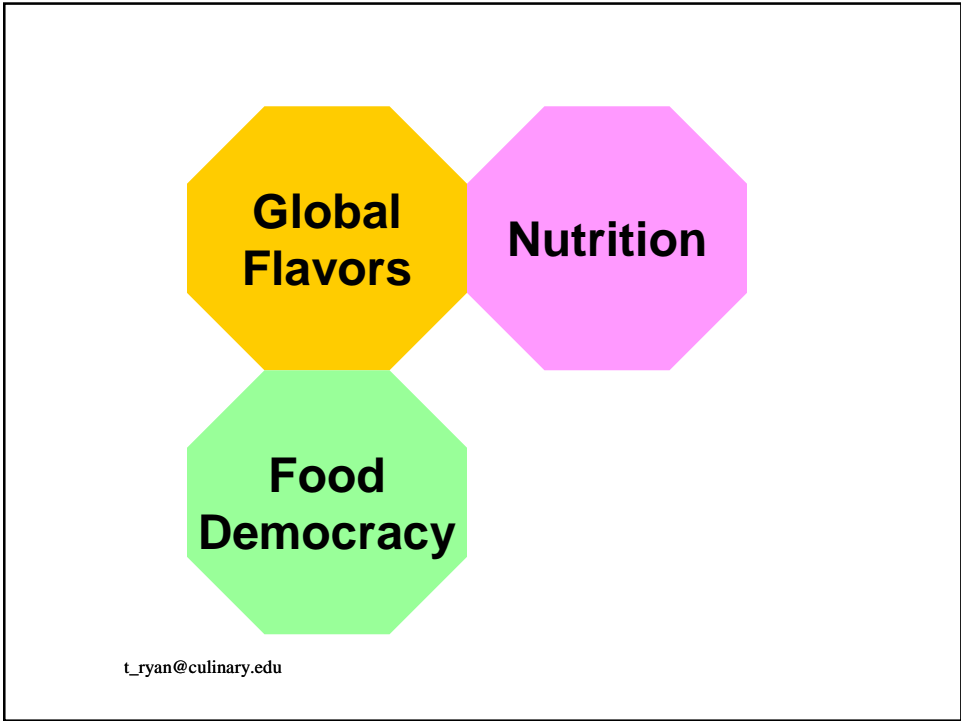 Global
Flavors
Nutrition
Food
Democracy
t_ryan@culinary.edu